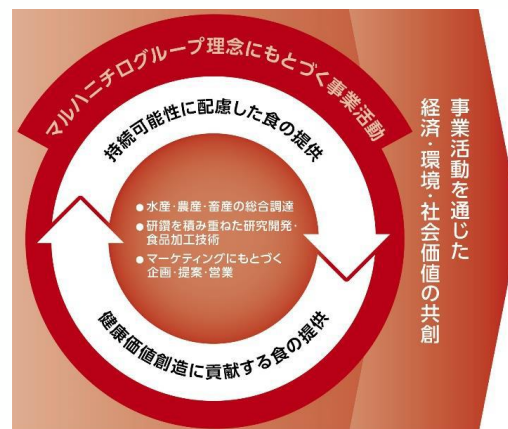 マルハニチログループ理念にもとづく事業活動
持続可能性に配慮した食の提供
●水産・農産・畜産の総合調達
●研鑽を積み重ねた研究開発・
食品加工技術
●マーケティングにもとづく
企画・提案・営業
健康価値創造に貢献する食の提供
事業活動を通じた
経済・環境・社会価値の共創